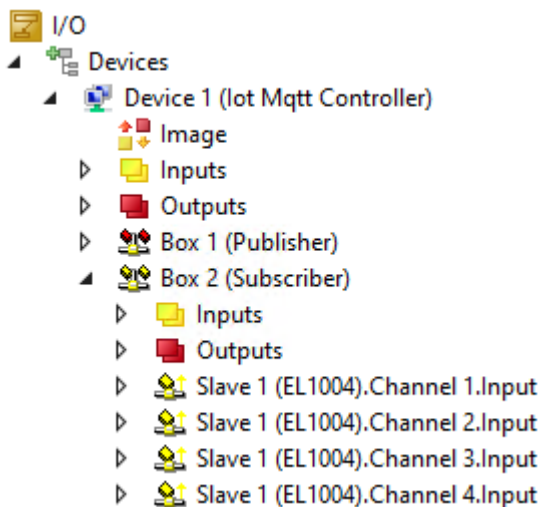 I/O
Devices
Device 1 (Iot Mqtt Controller)
Image
Inputs
Outputs
Box 1 (Publisher)
Box 2 (Subscriber)
Inputs
Outputs
Slave 1 (EL1004).Channel 1.Input
Slave 1 (EL1004).Channel 2.Input
Slave 1 (EL1004).Channel 3.Input
Slave 1 (EL1004).Channel 4.Input